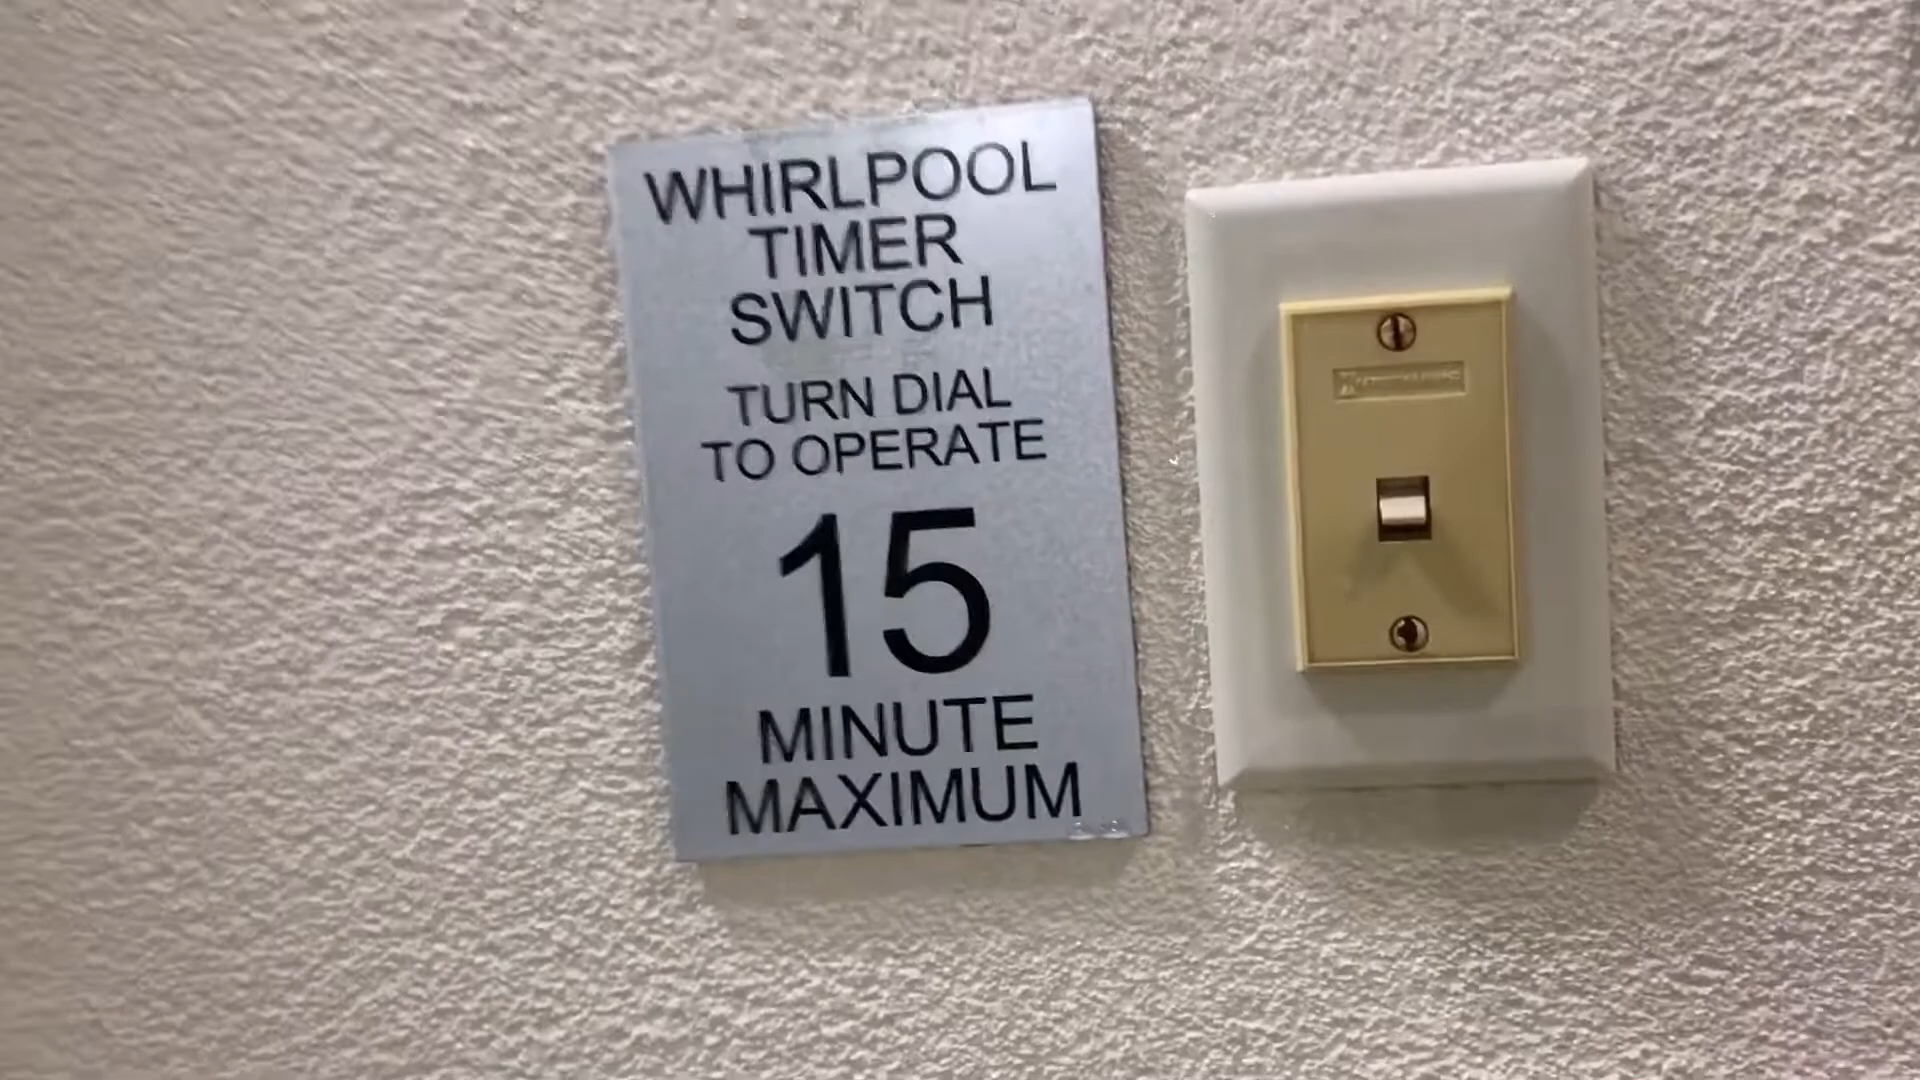 WHIRLPOOL
TIMER
SWITCH
TURN DIAL
TO OPERATE
15
MINUTE
MAXIMUM